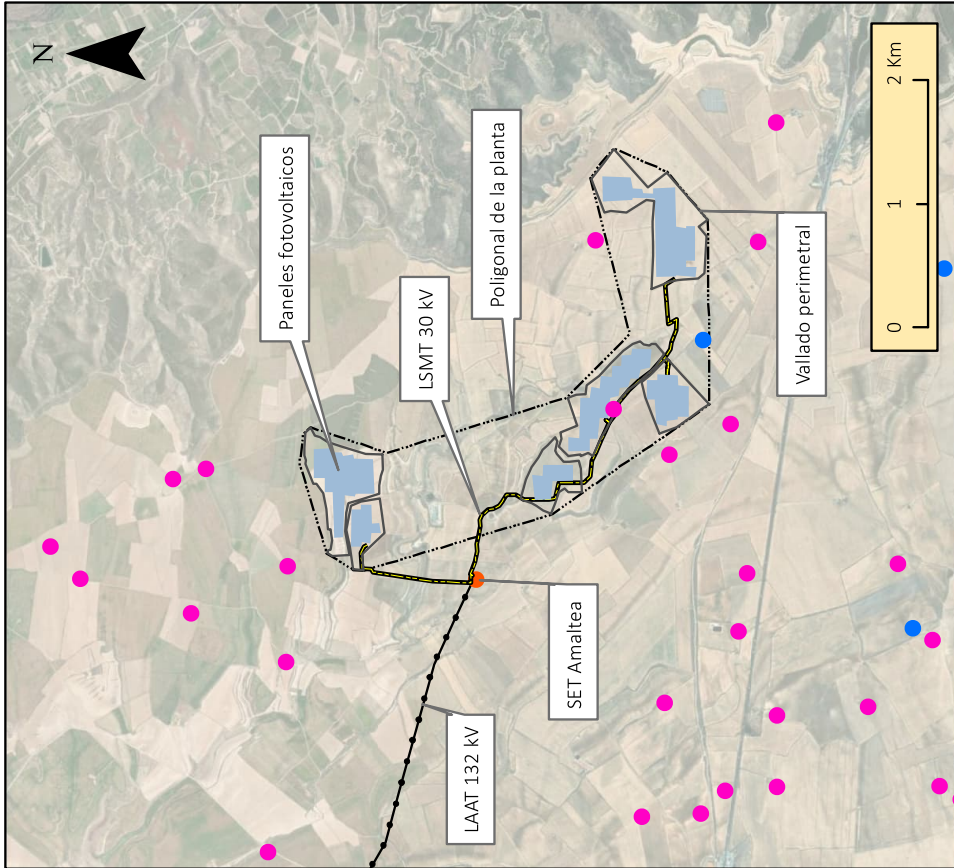 N
Paneles fotovoltaicos
LSMT 30 kV
Poligonal de la planta
LAAT 132 kV
SET Amaltea
Vallado perimetral
0 1 2 Km